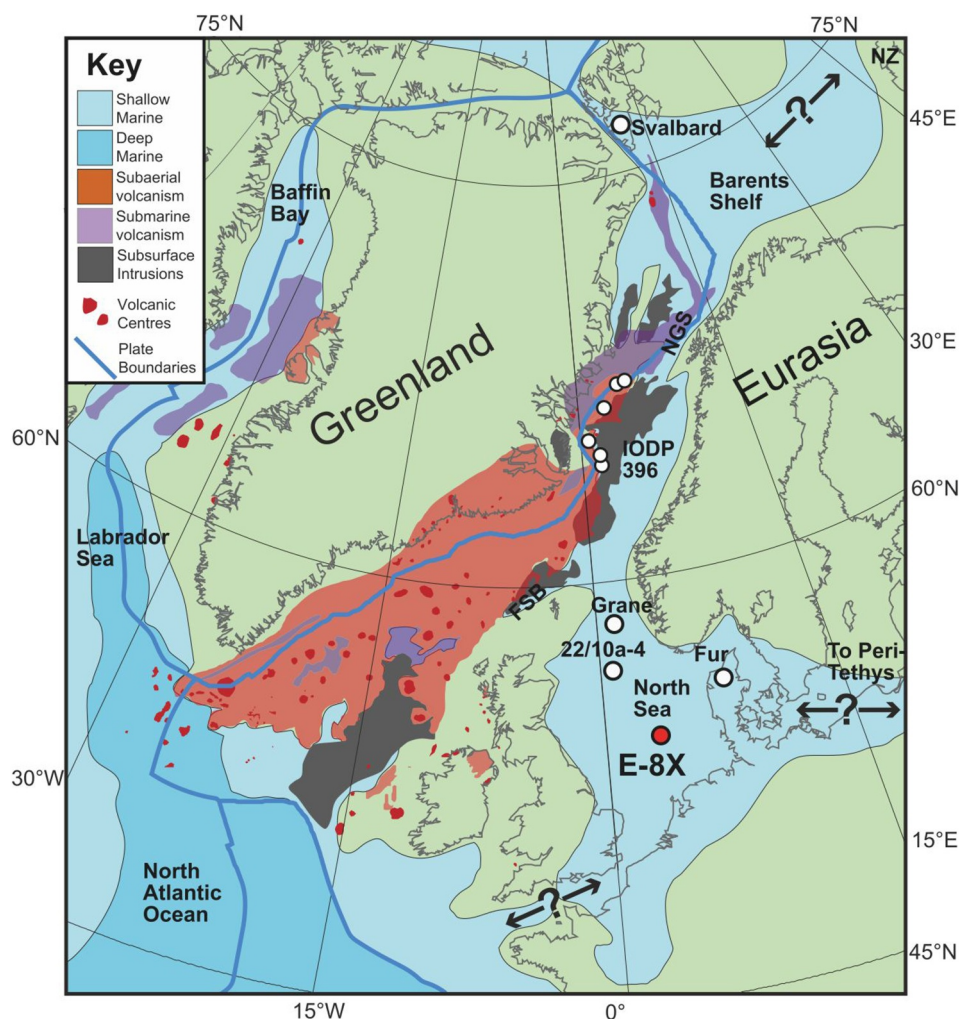 75°N
75°N
NZ
Key
Shallow
Marine
Deep
Marine
Subaerial
volcanism
Submarine
volcanism
Subsurface
Intrusions
Volcanic
Centres
Plate
Boundaries
Svalbard
45°E
Baffin
Bay
Barents
Shelf
?
Greenland
NGS
Eurasia
30°E
60°N
IODP
396
60°N
Labrador
Sea
FSB
Grane
22/10a-4
Fur
To Peri-
Tethys
?
North
Sea
E-8X
30°W
15°E
North
Atlantic
Ocean
?
45°N
15°W
0°